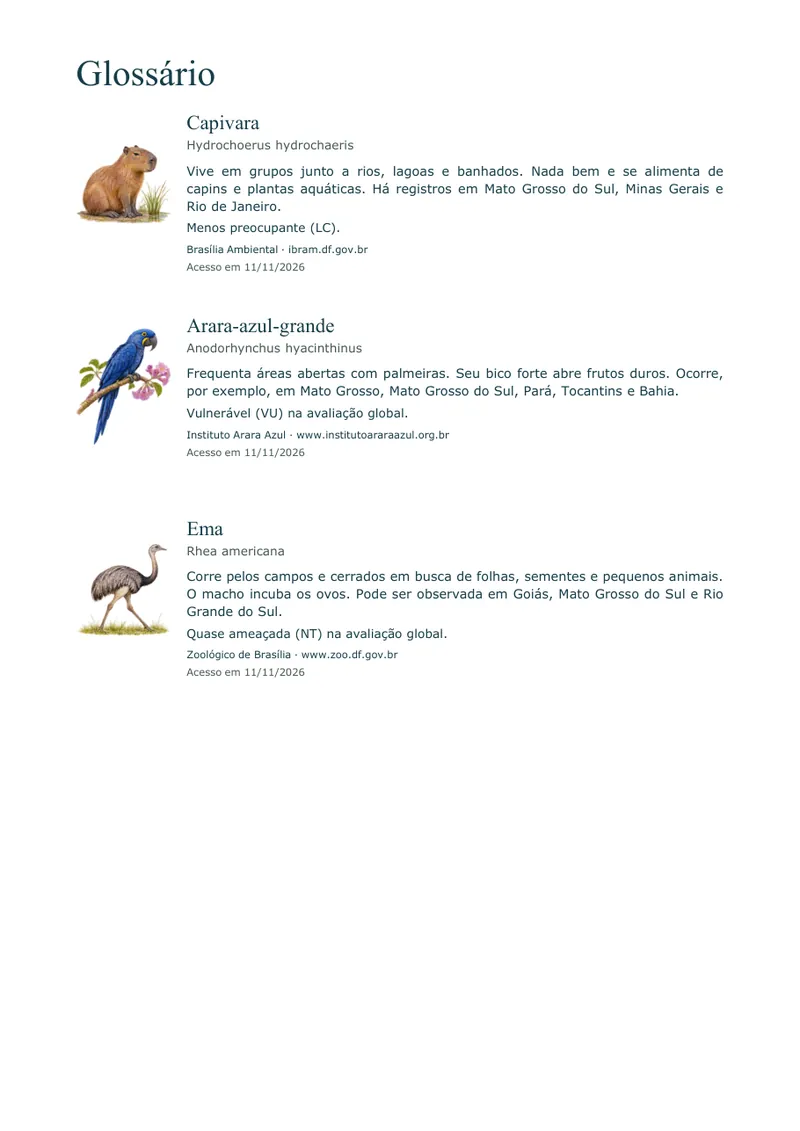 Glossário
Capivara
Hydrochoerus hydrochaeris
Vive em grupos junto a rios, lagoas e banhados. Nada bem e se alimenta de
capins e plantas aquáticas. Há registros em Mato Grosso do Sul, Minas Gerais e
Rio de Janeiro.
Menos preocupante (LC).
Brasília Ambiental · ibram.df.gov.br
Acesso em 11/11/2026
Arara-azul-grande
Anodorhynchus hyacinthinus
Frequenta áreas abertas com palmeiras. Seu bico forte abre frutos duros. Ocorre,
por exemplo, em Mato Grosso, Mato Grosso do Sul, Pará, Tocantins e Bahia.
Vulnerável (VU) na avaliação global.
Instituto Arara Azul · www.institutoararaazul.org.br
Acesso em 11/11/2026
Ema
Rhea americana
Corre pelos campos e cerrados em busca de folhas, sementes e pequenos animais.
O macho incuba os ovos. Pode ser observada em Goiás, Mato Grosso do Sul e Rio
Grande do Sul.
Quase ameaçada (NT) na avaliação global.
Zoológico de Brasília · www.zoo.df.gov.br
Acesso em 11/11/2026